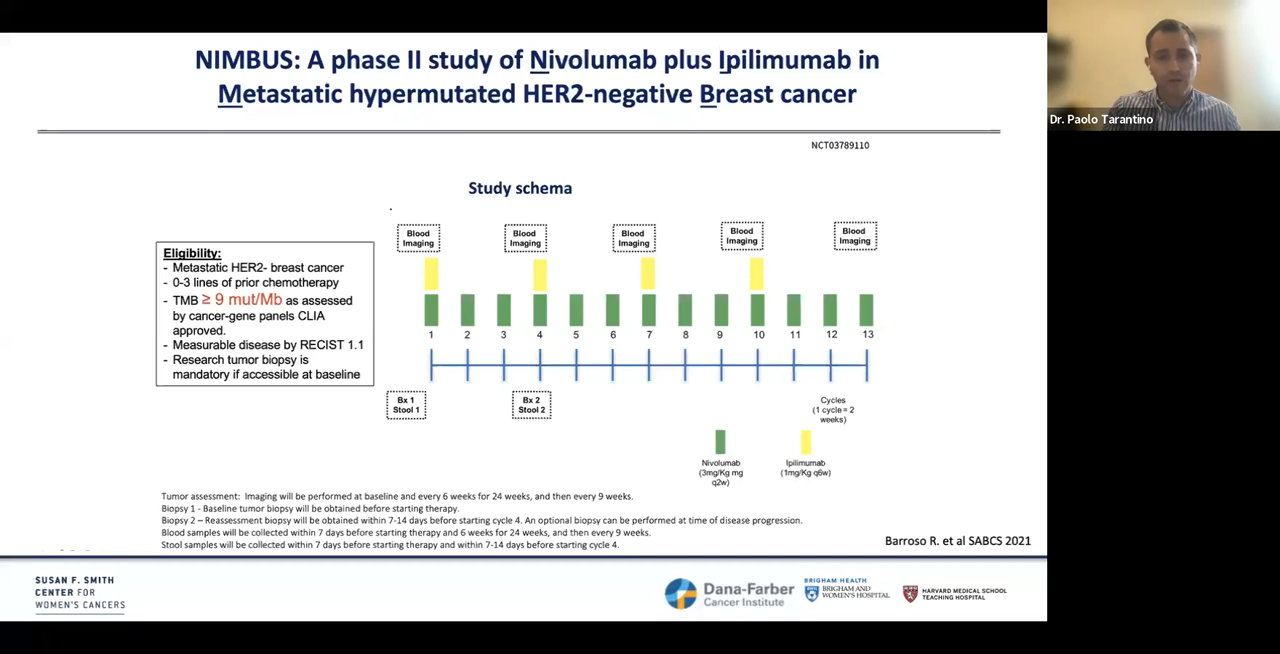 NIMBUS: A phase II study of Nivolumab plus Ipilimumab in
Metastatic hypermutated HER2-negative Breast cancer
Dr. Paolo Tarantino
NCT03789110
Study schema
Eligibility:
- Metastatic HER2- breast cancer
- 0-3 lines of prior chemotherapy
- TMB ≥ 9 mut/Mb as assessed
by cancer-gene panels CLIA
approved.
- Measurable disease by RECIST 1.1
- Research tumor biopsy is
mandatory if accessible at baseline
Blood
Imaging
Blood
Imaging
Blood
Imaging
Blood
Imaging
Blood
Imaging
1 2 3 4 5 6 7 8 9 10 11 12 13
Bx 1
Stool 1
Bx 2
Stool 2
Cycles
(1 cycle = 2
weeks)
Nivolumab
(3mg/Kg mg
q2w)
Ipilimumab
(1mg/Kg q6w)
Tumor assessment: Imaging will be performed at baseline and every 6 weeks for 24 weeks, and then every 9 weeks.
Biopsy 1 - Baseline tumor biopsy will be obtained before starting therapy.
Biopsy 2 – Reassessment biopsy will be obtained within 7-14 days before starting cycle 4. An optional biopsy can be performed at time of disease progression.
Blood samples will be collected within 7 days before starting therapy and 6 weeks for 24 weeks, and then every 9 weeks.
Stool samples will be collected within 7 days before starting therapy and within 7-14 days before starting cycle 4.
Barroso R. et al SABCS 2021
SUSAN F. SMITH
CENTER FOR
WOMEN'S CANCERS
Dana-Farber
Cancer Institute
BRIGHAM HEALTH
BRIGHAM AND
WOMEN'S HOSPITAL
HARVARD MEDICAL SCHOOL
TEACHING HOSPITAL